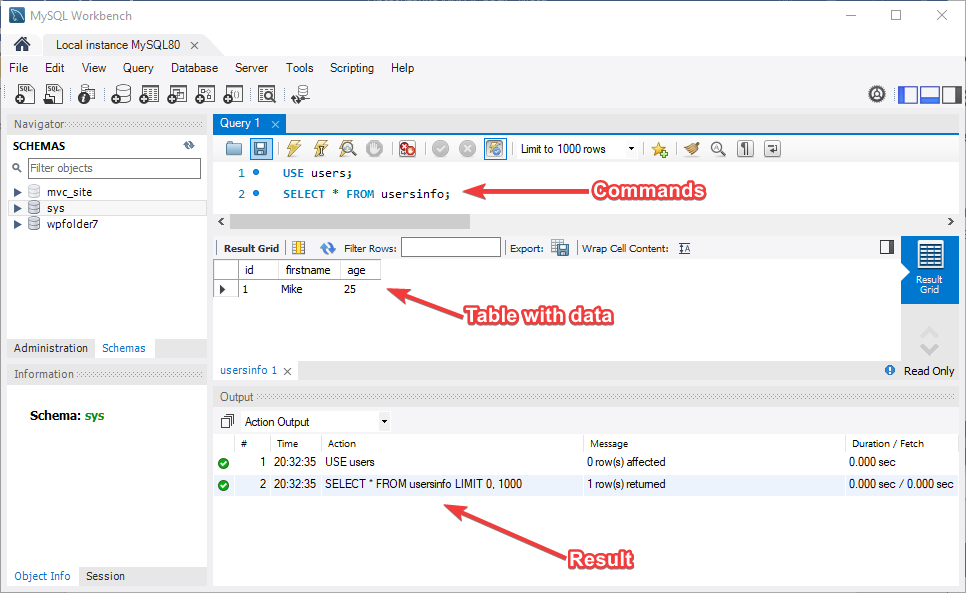 MySQL Workbench
Local instance MySQL80
File Edit View Query Database Server Tools Scripting Help
Navigator
SCHEMAS
Filter objects
mvc_site
sys
wpfolder7
Administration Schemas
Information
Schema: sys
Object Info Session
Query 1
Limit to 1000 rows
1 USE users;
2 SELECT * FROM usersinfo;
Commands
Result Grid Filter Rows: Export: Wrap Cell Content:
id firstname age
1 Mike 25
Table with data
Result Grid
usersinfo 1
Read Only
Output
Action Output
# Time Action Message Duration / Fetch
1 20:32:35 USE users 0 row(s) affected 0.000 sec
2 20:32:35 SELECT * FROM usersinfo LIMIT 0, 1000 1 row(s) returned 0.000 sec / 0.000 sec
Result